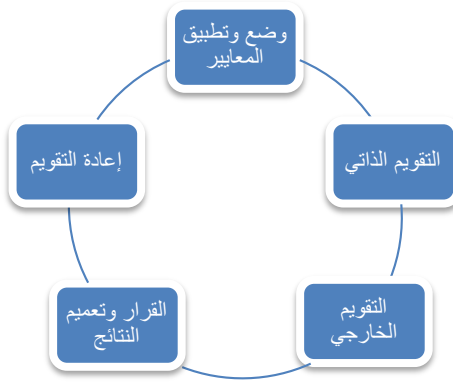 وضع وتطبيق
المعايير
التقويم الذاتي
التقويم
الخارجي
القرار وتعميم
النتائج
إعادة التقويم